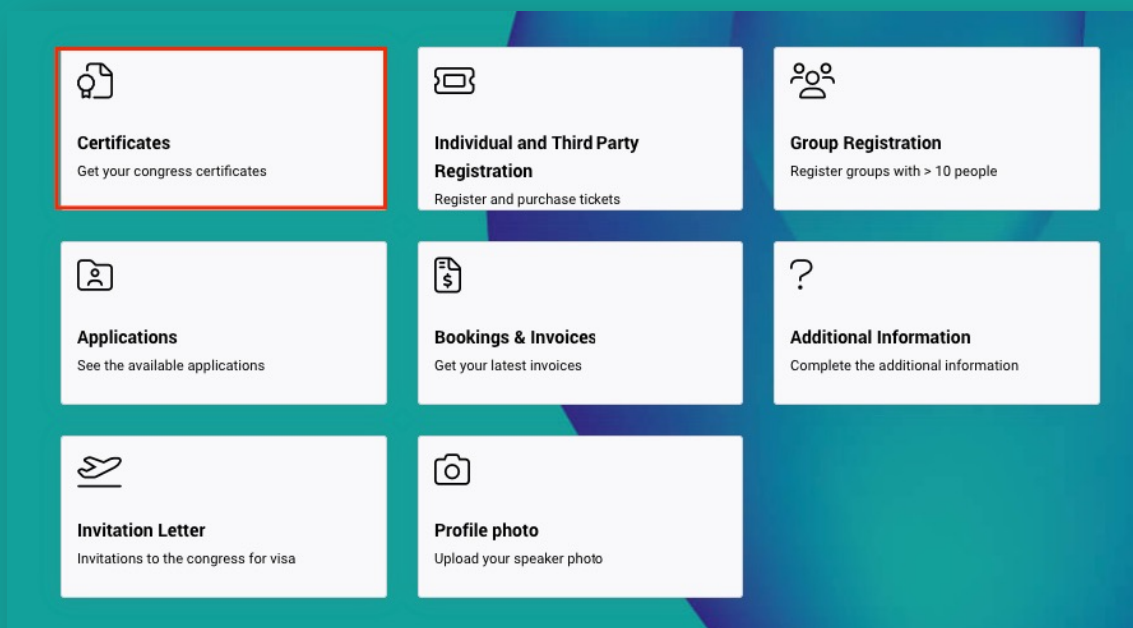 Certificates
Get your congress certificates
Individual and Third Party
Registration
Register and purchase tickets
Group Registration
Register groups with > 10 people
Applications
See the available applications
Bookings & Invoices
Get your latest invoices
Additional Information
Complete the additional information
Invitation Letter
Invitations to the congress for visa
Profile photo
Upload your speaker photo